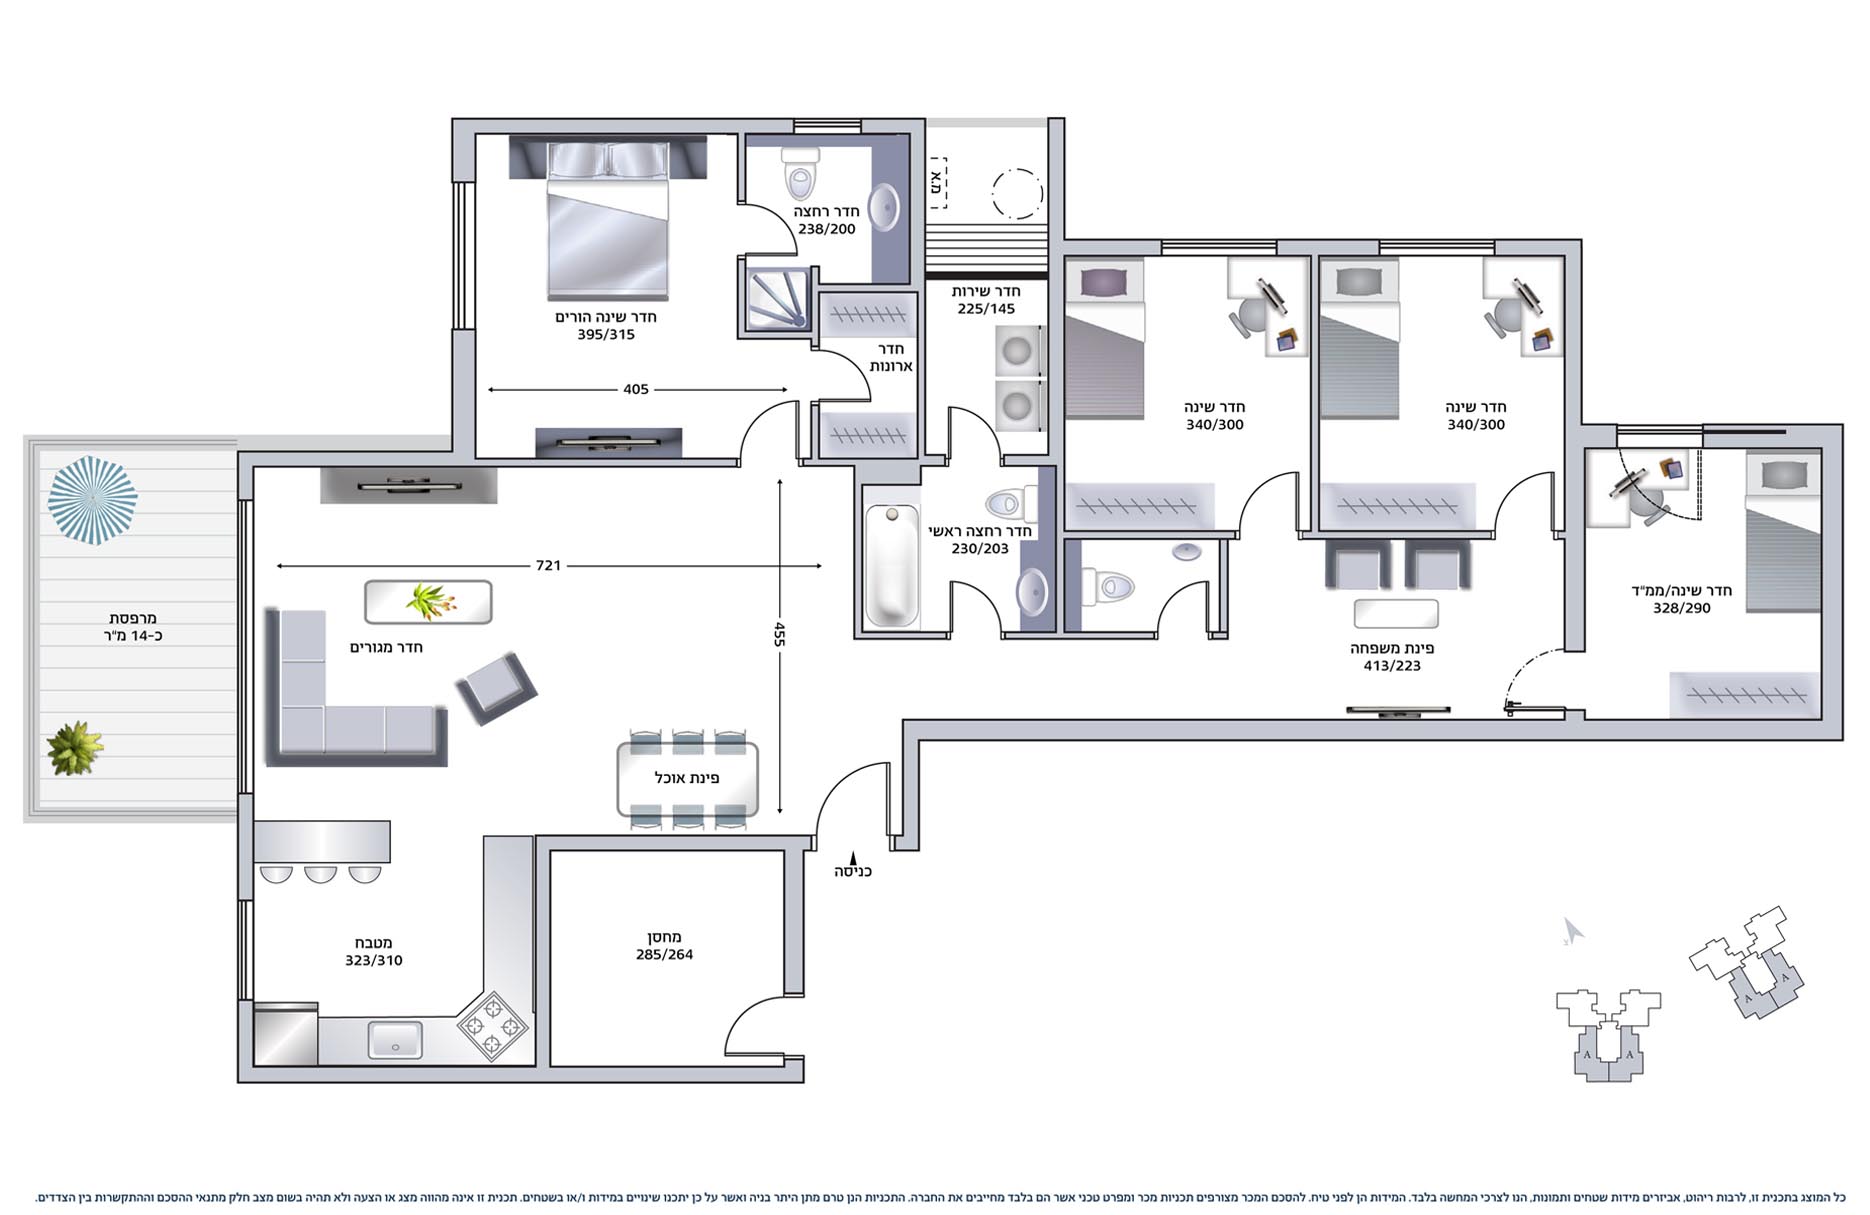 מ.א
חדר רחצה
238/200
חדר שירות
225/145
חדר שינה הורים
395/315
חדר
ארונות
405
חדר שינה
340/300
חדר שינה
340/300
חדר רחצה ראשי
230/203
721
455
מרפסת
כ-14 מ"ר
חדר מגורים
חדר שינה/ממ"ד
328/290
פינת משפחה
413/223
פינת אוכל
כניסה
מטבח
323/310
מחסן
285/264
צ
A
A
A
A
כל המוצג בתכנית זו, לרבות ריהוט, אביזרים מידות שטחים ותמונות, הנו לצרכי המחשה בלבד. המידות הן לפני טיח. להסכם המכר מצורפים תכניות מכר ומפרט טכני אשר הם בלבד מחייבים את החברה. התכניות הנן טרם מתן היתר בניה ואשר על כן יתכנו שינויים במידות ו/או בשטחים. תכנית זו אינה מהווה מצג או הצעה ולא תהיה בשום מצב חלק מתנאי ההסכם וההתקשרות בין הצדדים.